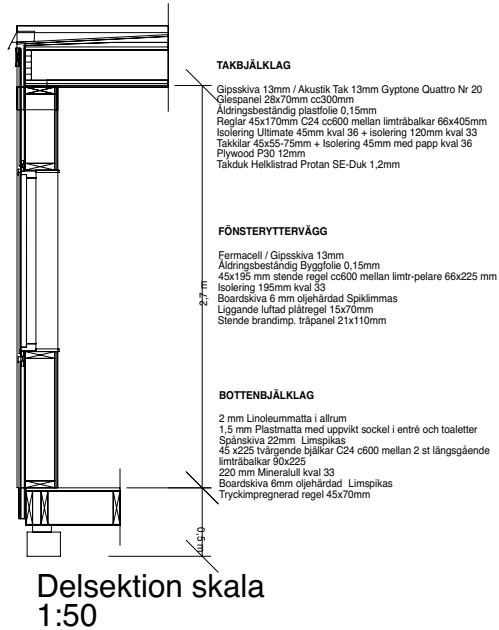 TAKBJÄLKLAG
Gipsskiva 13mm / Akustik Tak 13mm Gyptone Quattro Nr 20
Glespanel 28x70mm cc300mm
Åldringsbeständig plastfolie 0,15mm
Reglar 45x170mm C24 cc600 mellan limträbalkar 66x405mm
Isolering Ultimate 45mm kval 36 + isolering 120mm kval 33
Takkilar 45x55-75mm + Isolering 45mm med papp kval 36
Plywood P30 12mm
Takduk Helklistrad Protan SE-Duk 1,2mm
FÖNSTERYTTERVÄGG
Fermacell / Gipsskiva 13mm
Åldringsbeständig Byggfolie 0,15mm
45x195 mm stende regel cc600 mellan limtr-pelare 66x225 mm
Isolering 195mm kval 33
Boardskiva 6 mm oljehärdad Spiklimmas
Liggande luftad plåtregel 15x70mm
Stende brandimp. träpanel 21x110mm
2,7 m
BOTTENBJÄLKLAG
2 mm Linoleummatta i allrum
1,5 mm Plastmatta med uppvikt sockel i entré och toaletter
Spånskiva 22mm Limspikas
45 x225 tvärgende bjälkar C24 c600 mellan 2 st längsgående
limträbalkar 90x225
220 mm Mineralull kval 33
Boardskiva 6mm oljehärdad Limspikas
Tryckimpregnerad regel 45x70mm
0,5 m
Delsektion skala
1:50